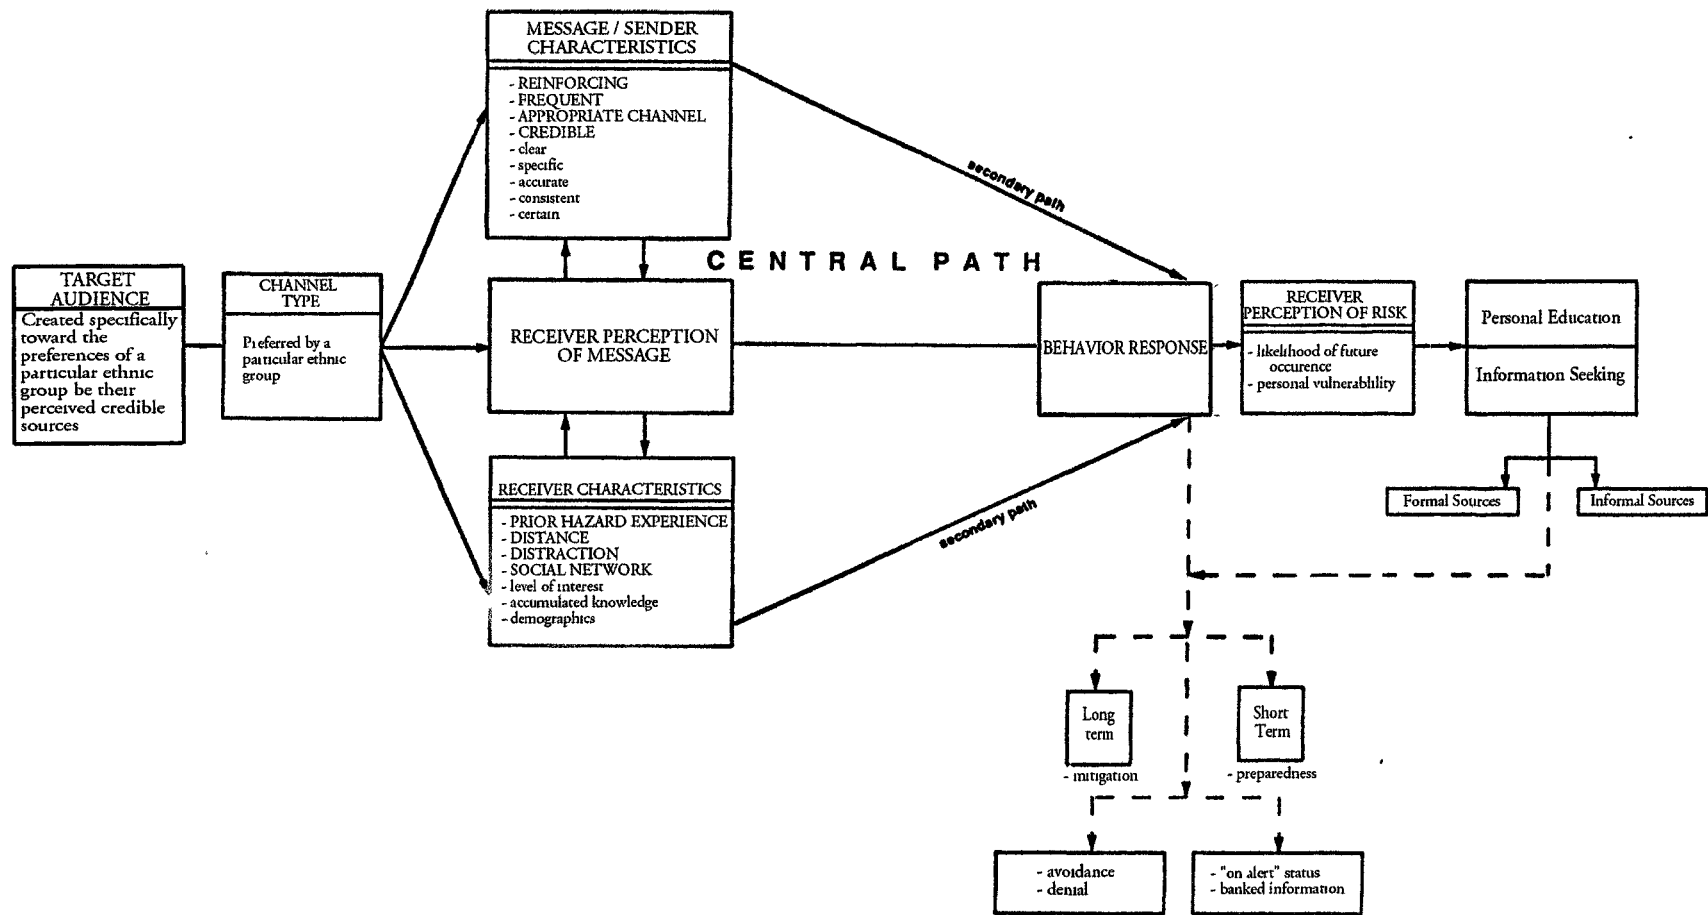 MESSAGE / SENDER
CHARACTERISTICS
- REINFORCING
- FREQUENT
- APPROPRIATE CHANNEL
- CREDIBLE
- clear
- specific
- accurate
- consistent
- certain
secondary path
CENTRAL PATH
TARGET
AUDIENCE
Created specifically
toward the
preferences of a
particular ethnic
group be their
perceived credible
sources
CHANNEL
TYPE
Preferred by a
particular ethnic
group
RECEIVER PERCEPTION
OF MESSAGE
BEHAVIOR RESPONSE
RECEIVER
PERCEPTION OF RISK
- likelihood of future
occurence
- personal vulnerablility
Personal Education
Information Seeking
Formal Sources
Informal Sources
RECEIVER CHARACTERISTICS
- PRIOR HAZARD EXPERIENCE
- DISTANCE
- DISTRACTION
- SOCIAL NETWORK
- level of interest
- accumulated knowledge
- demographics
secondary path
Long
term
- mitigation
Short
Term
- preparedness
- avoidance
- denial
- "on alert" status
- banked information